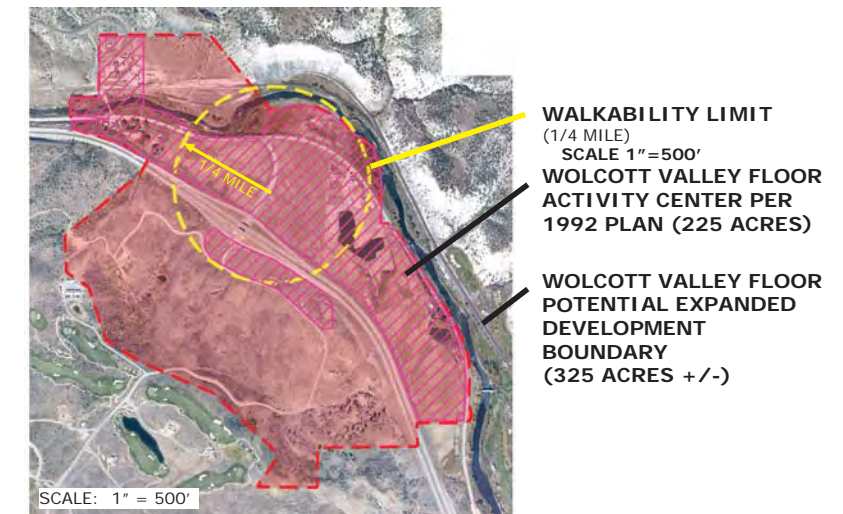 1/4 MILE
SCALE: 1" = 500'
WALKABILITY LIMIT
(1/4 MILE)
SCALE 1"=500'
WOLCOTT VALLEY FLOOR
ACTIVITY CENTER PER
1992 PLAN (225 ACRES)
WOLCOTT VALLEY FLOOR
POTENTIAL EXPANDED
DEVELOPMENT
BOUNDARY
(325 ACRES +/-)